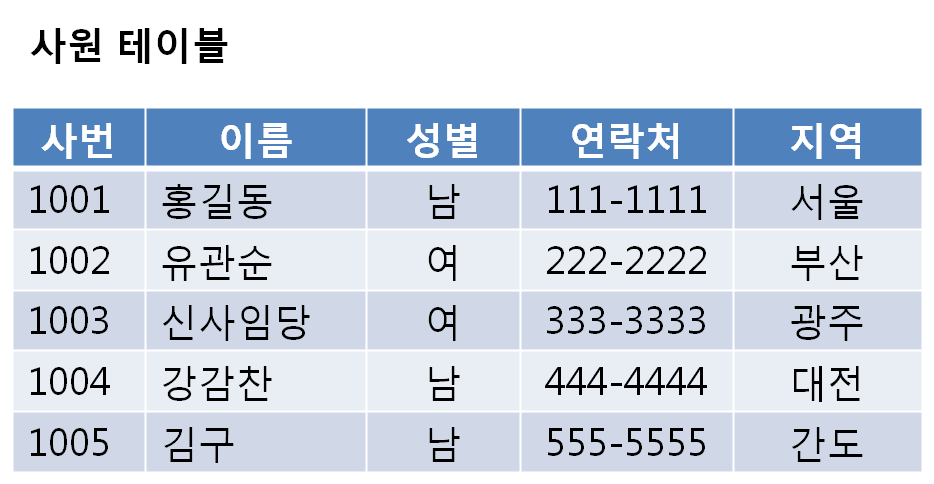 사원 테이블
사번 이름 성별 연락처 지역
1001 홍길동 남 111-1111 서울
1002 유관순 여 222-2222 부산
1003 신사임당 여 333-3333 광주
1004 강감찬 남 444-4444 대전
1005 김구 남 555-5555 간도